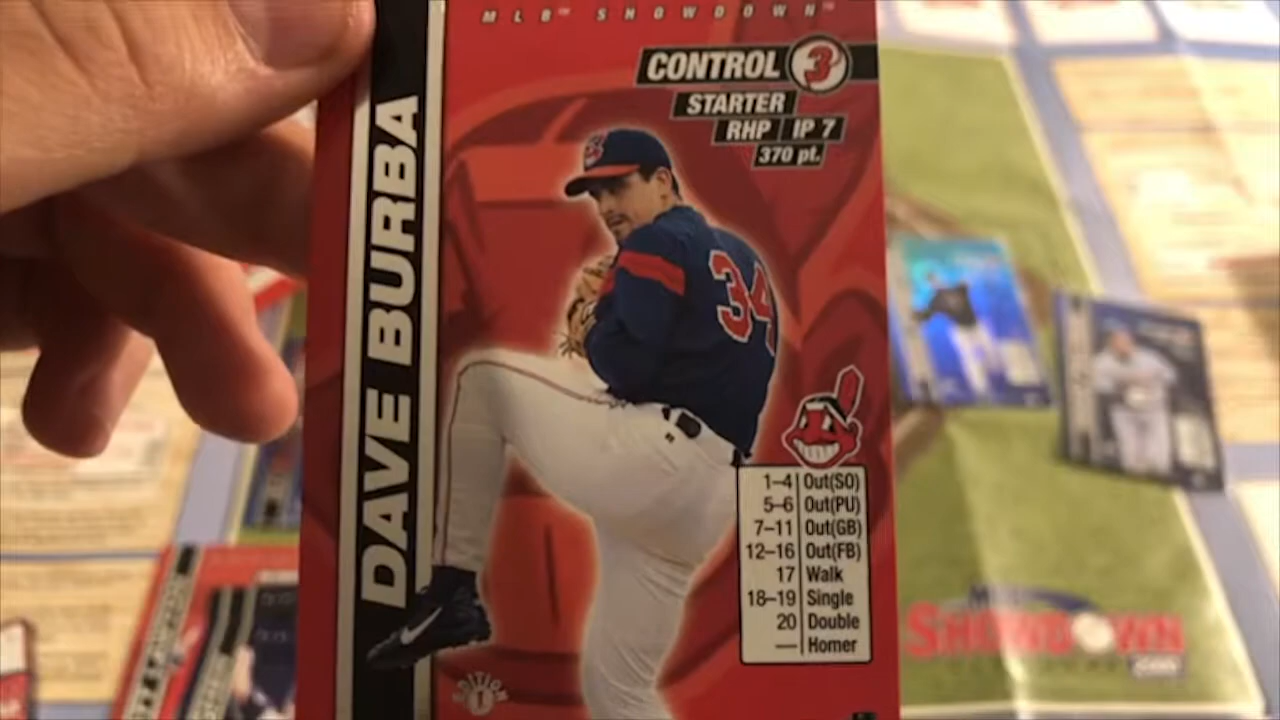 MLB™ SHOWDOWN™
CONTROL 3
STARTER
RHP IP 7
370 pt.
DAVE BURBA
34
1–4 Out(SO)
5–6 Out(PU)
7–11 Out(GB)
12–16 Out(FB)
17 Walk
18–19 Single
20 Double
— Homer
EDITION
1
SHOWDOWN